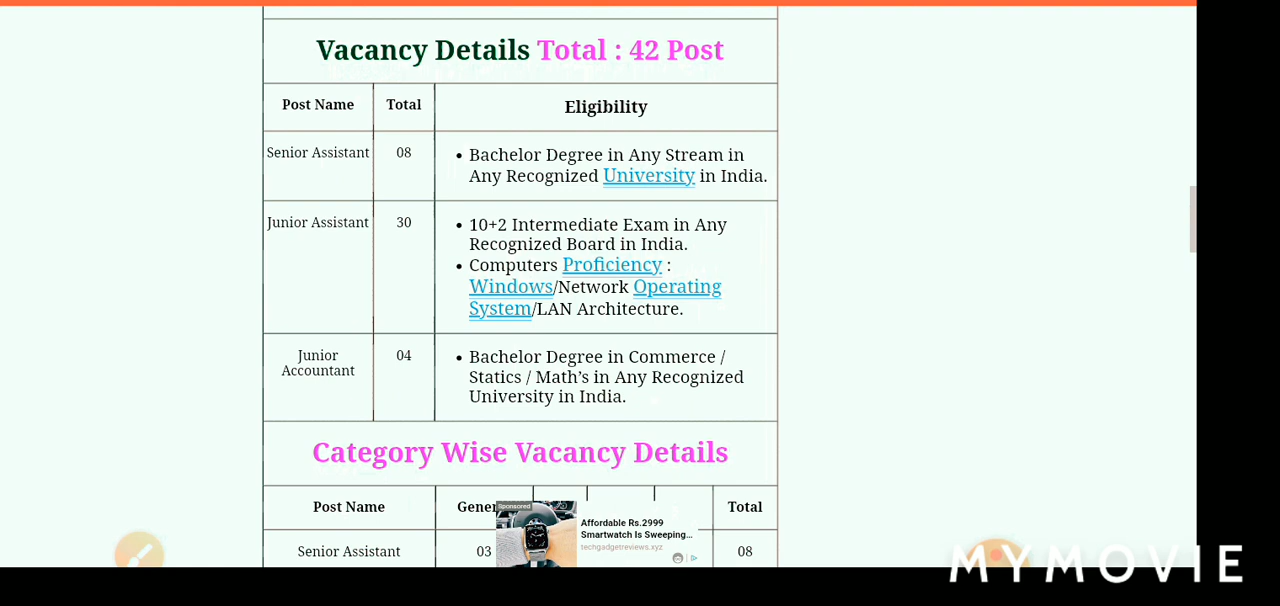 Vacancy Details Total : 42 Post
Post Name Total Eligibility
Senior Assistant 08
• Bachelor Degree in Any Stream in
Any Recognized University in India.
Junior Assistant 30
• 10+2 Intermediate Exam in Any
Recognized Board in India.
• Computers Proficiency :
Windows/Network Operating
System/LAN Architecture.
Junior
Accountant
04
• Bachelor Degree in Commerce /
Statics / Math’s in Any Recognized
University in India.
Category Wise Vacancy Details
Post Name Total
Senior Assistant 03 08
Sponsored
Affordable Rs.2999
Smartwatch Is Sweeping...
techgadgetreviews.xyz
MYMOVIE